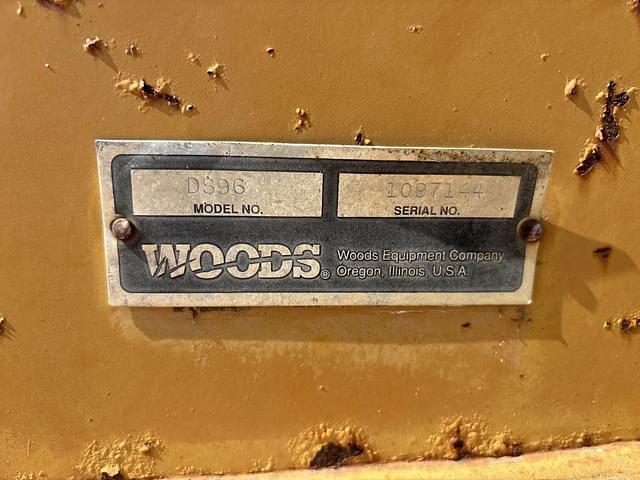 DS96
MODEL NO.
1097144
SERIAL NO.
WOODS®
Woods Equipment Company
Oregon, Illinois, U.S.A.